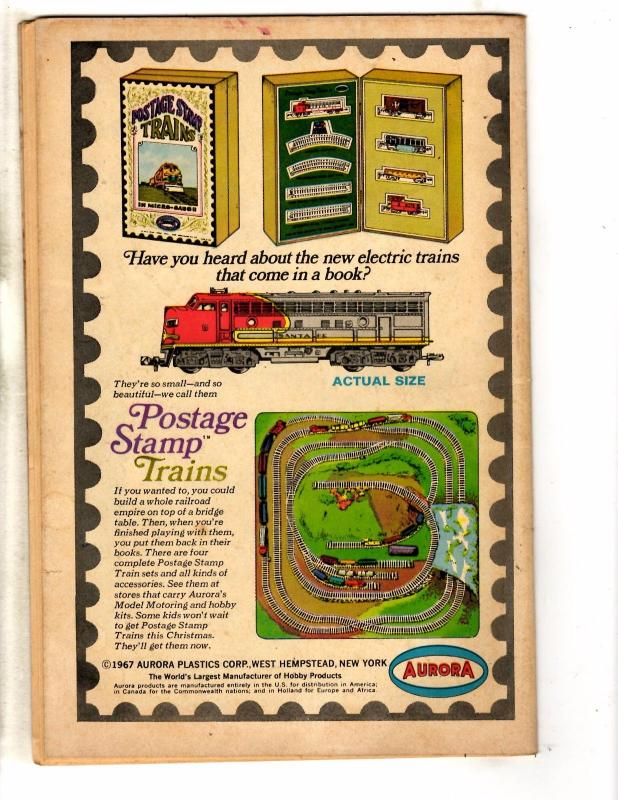 POSTAGE STAMP
TRAINS
IN MICRO-GAUGE
Have you heard about the new electric trains
that come in a book?
SANTA FE
They're so small—and so
beautiful—we call them
ACTUAL SIZE
Postage
Stamp™
Trains
If you wanted to, you could
build a whole railroad
empire on top of a bridge
table. Then, when you're
finished playing with them,
you put them back in their
books. There are four
complete Postage Stamp
Train sets and all kinds of
accessories. See them at
stores that carry Aurora's
Model Motoring and hobby
kits. Some kids won't wait
to get Postage Stamp
Trains this Christmas.
They'll get them now.
©1967 AURORA PLASTICS CORP., WEST HEMPSTEAD, NEW YORK
The World's Largest Manufacturer of Hobby Products
Aurora products are manufactured entirely in the U.S. for distribution in America;
in Canada for the Commonwealth nations; and in Holland for Europe and Africa.
AURORA